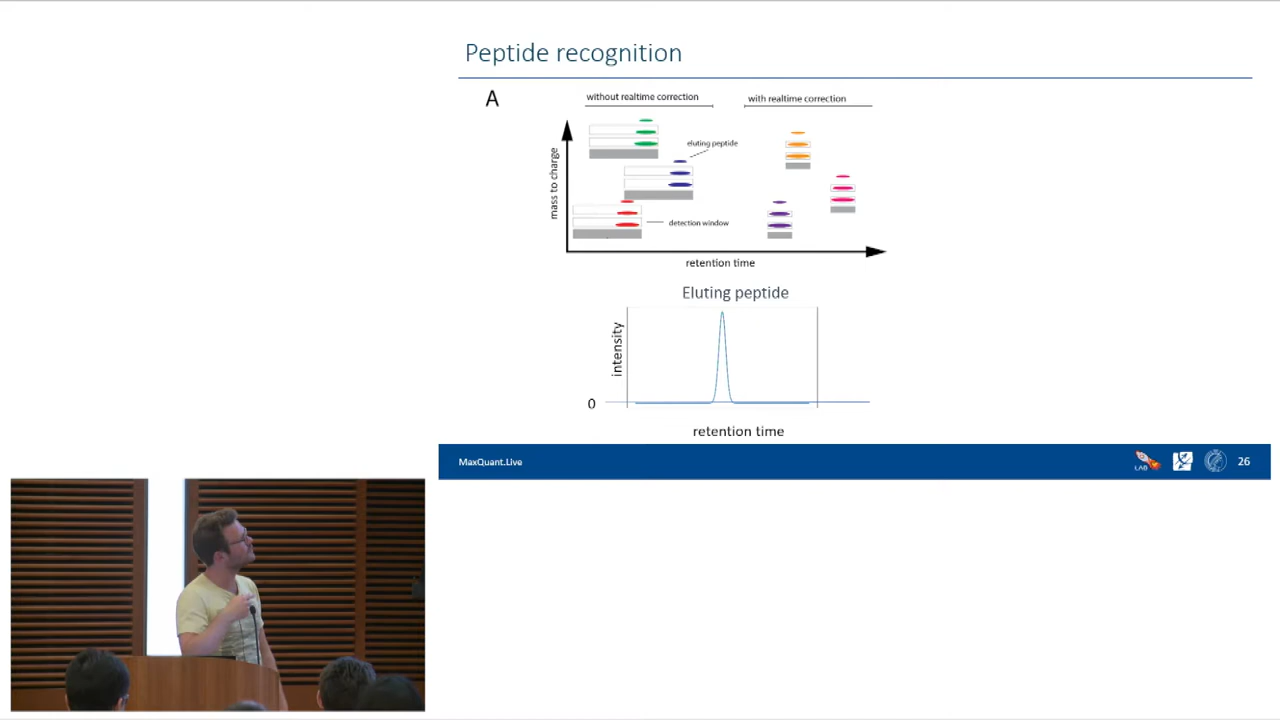 Peptide recognition
A
without realtime correction
with realtime correction
eluting peptide
mass to charge
detection window
retention time
Eluting peptide
intensity
0
retention time
MaxQuant.Live
LAB
26